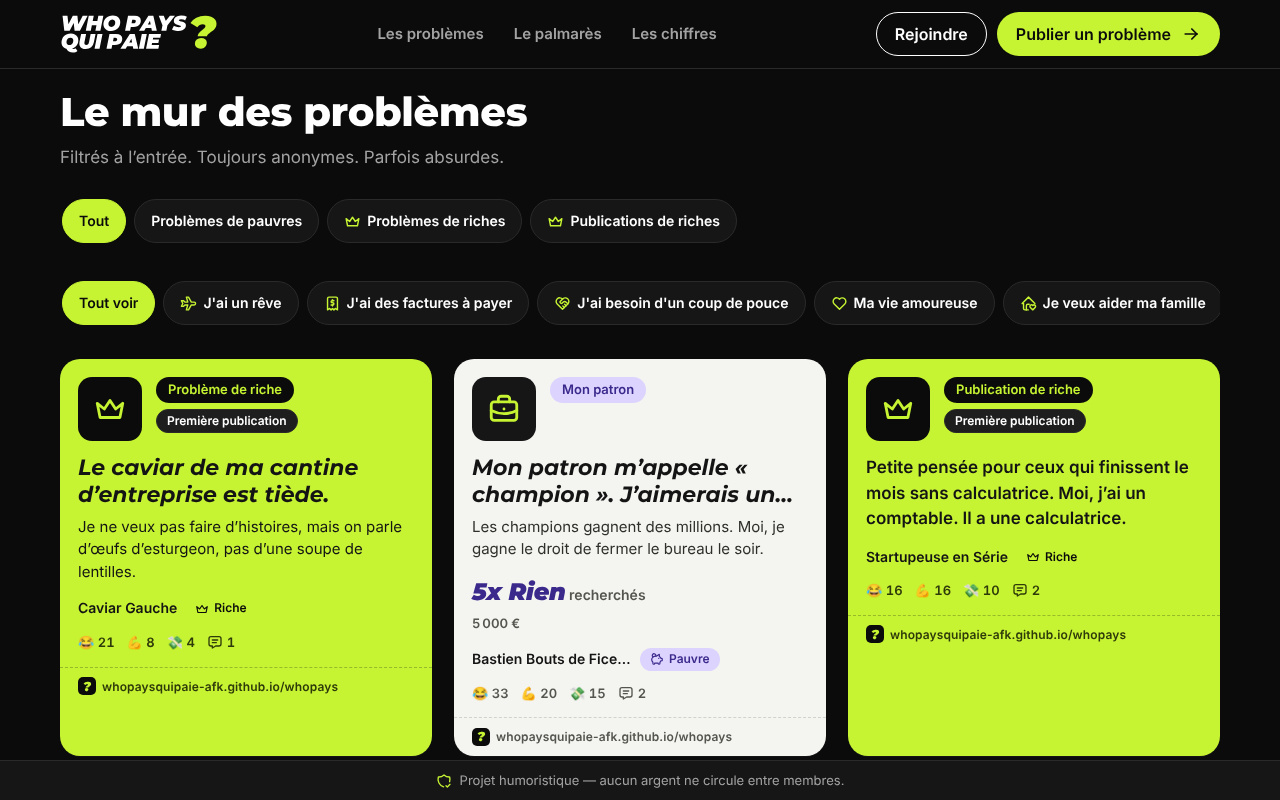 WHO PAYS
QUI PAIE ?
Les problèmes
Le palmarès
Les chiffres
Rejoindre
Publier un problème
Le mur des problèmes
Filtrés à l’entrée. Toujours anonymes. Parfois absurdes.
Tout
Problèmes de pauvres
Problèmes de riches
Publications de riches
Tout voir
J'ai un rêve
J'ai des factures à payer
J'ai besoin d'un coup de pouce
Ma vie amoureuse
Je veux aider ma famille
Problème de riche
Première publication
Le caviar de ma cantine
d’entreprise est tiède.
Je ne veux pas faire d’histoires, mais on parle
d’œufs d’esturgeon, pas d’une soupe de
lentilles.
Caviar Gauche
Riche
😂 21 💪 8 💸 4 1
? whopaysquipaie-afk.github.io/whopays
Mon patron
Mon patron m’appelle «
champion ». J’aimerais un…
Les champions gagnent des millions. Moi, je
gagne le droit de fermer le bureau le soir.
5x Rien recherchés
5 000 €
Bastien Bouts de Fice…
Pauvre
😂 33 💪 20 💸 15 2
? whopaysquipaie-afk.github.io/whopays
Publication de riche
Première publication
Petite pensée pour ceux qui finissent le
mois sans calculatrice. Moi, j’ai un
comptable. Il a une calculatrice.
Startupeuse en Série
Riche
😂 16 💪 16 💸 10 2
? whopaysquipaie-afk.github.io/whopays
Projet humoristique — aucun argent ne circule entre membres.